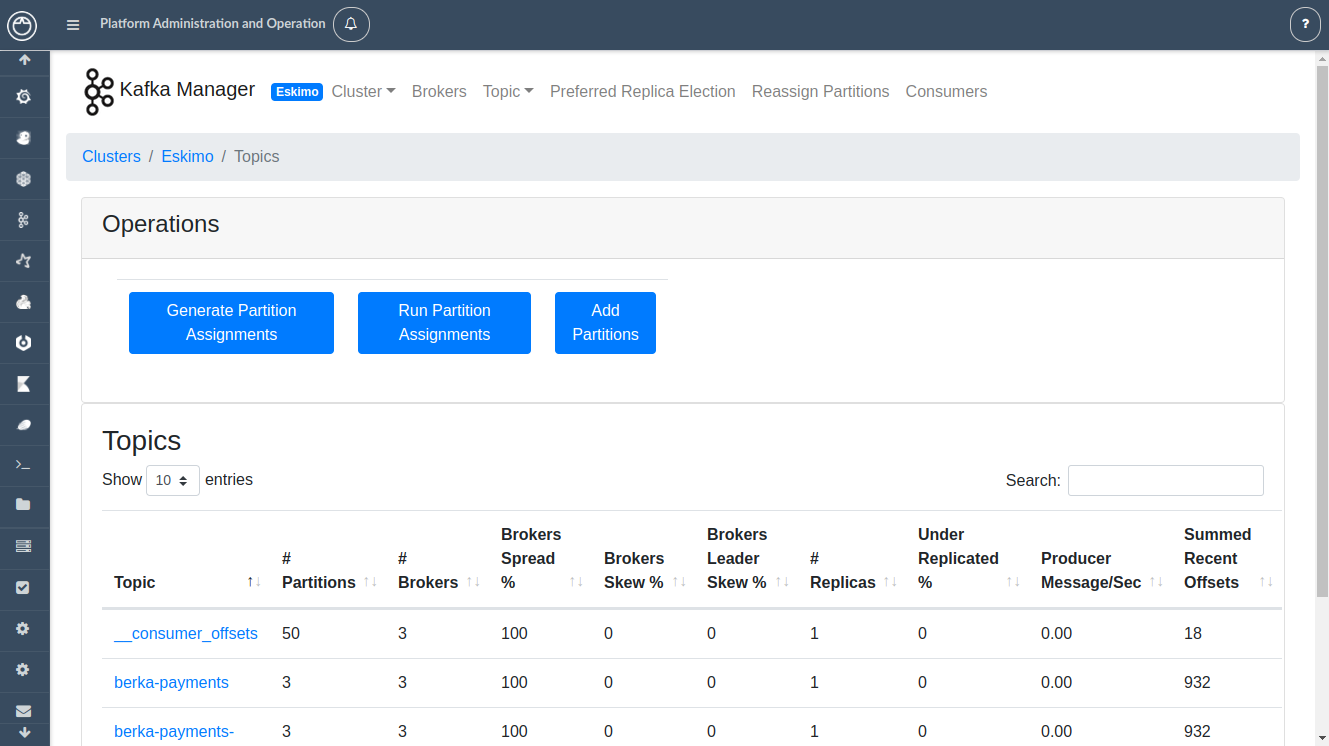 Platform Administration and Operation
?
Kafka Manager Eskimo Cluster Brokers Topic Preferred Replica Election Reassign Partitions Consumers
Clusters / Eskimo / Topics
Operations
Generate Partition Assignments
Run Partition Assignments
Add Partitions
Topics
Show 10 entries
Search:
Topic # Partitions # Brokers Brokers Spread % Brokers Skew % Brokers Leader Skew % # Replicas Under Replicated % Producer Message/Sec Summed Recent Offsets
__consumer_offsets 50 3 100 0 0 1 0 0.00 18
berka-payments 3 3 100 0 0 1 0 0.00 932
berka-payments- 3 3 100 0 0 1 0 0.00 932